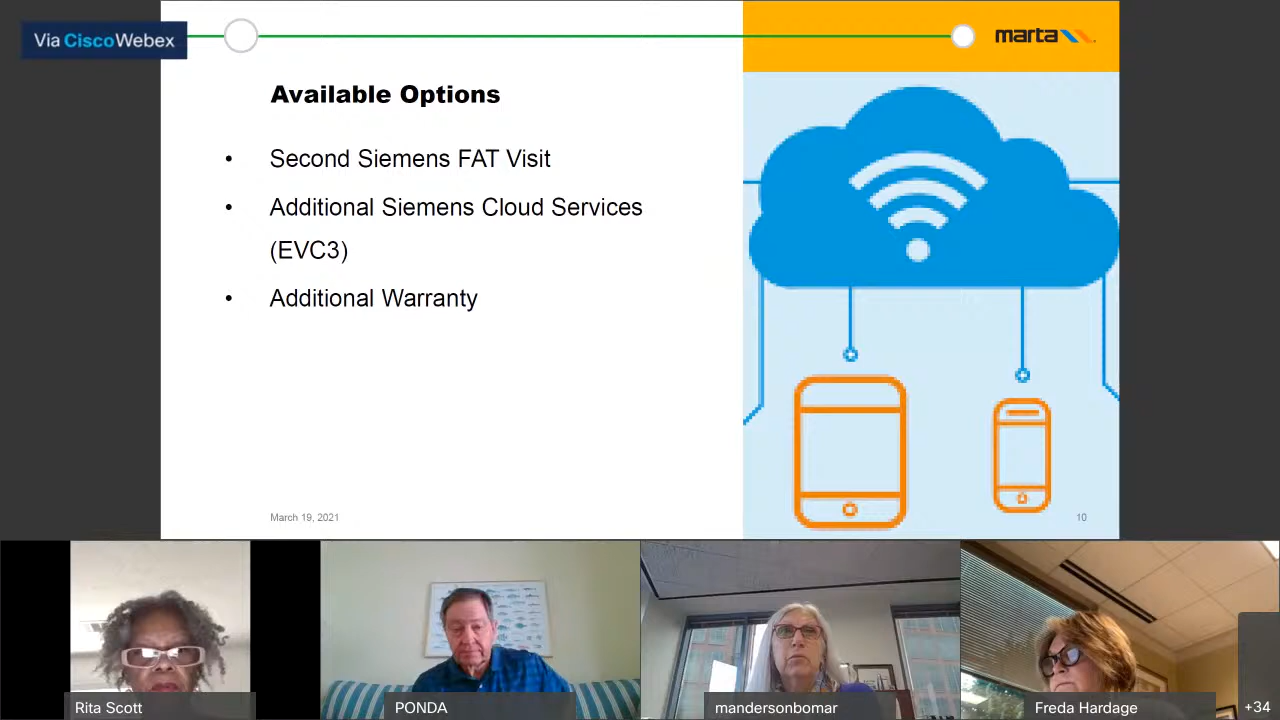 Via CiscoWebex
marta
Available Options
• Second Siemens FAT Visit
• Additional Siemens Cloud Services
(EVC3)
• Additional Warranty
March 19, 2021
10
Rita Scott
PONDA
mandersonbomar
Freda Hardage
+34